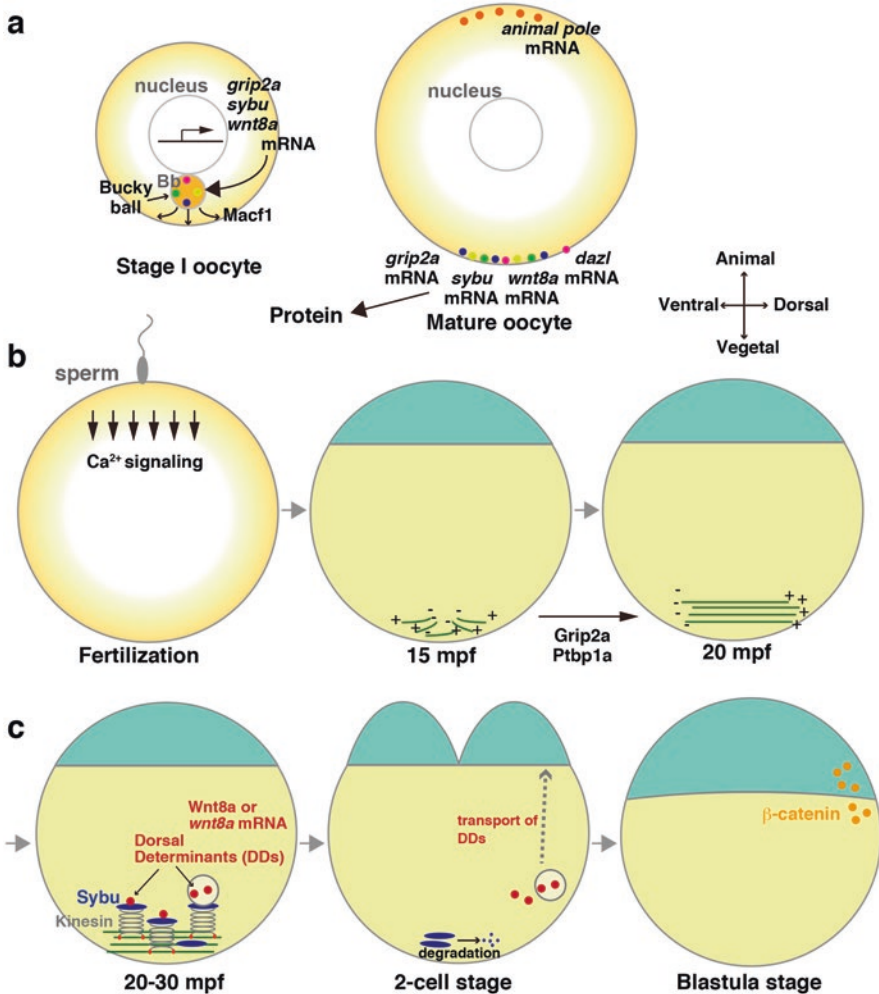 a
nucleus
grip2a
sybu
wnt8a
mRNA
Bb
Bucky
ball
Macf1
Stage I oocyte
animal pole
mRNA
nucleus
grip2a
mRNA
sybu
mRNA
wnt8a
mRNA
dazl
mRNA
Protein
Mature oocyte
Animal
Ventral
Dorsal
Vegetal
b
sperm
Ca²⁺ signaling
Fertilization
- - -
+ + + +
15 mpf
Grip2a
Ptbp1a
- - -
+ + + +
20 mpf
c
Wnt8a or
wnt8a mRNA
Dorsal
Determinants (DDs)
Sybu
Kinesin
20-30 mpf
transport of
DDs
degradation
2-cell stage
β-catenin
Blastula stage